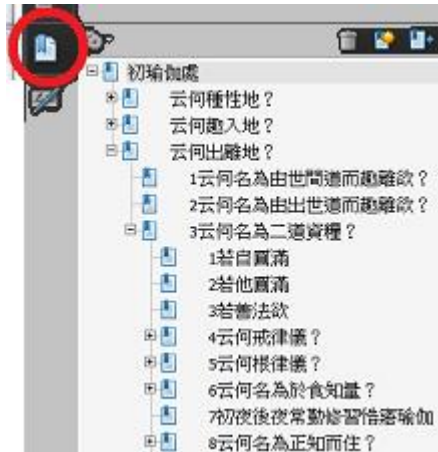 初瑜伽處
云何種性地？
云何趣入地？
云何出離地？
1云何名為由世間道而趣離欲？
2云何名為由出世道而趣離欲？
3云何名為二道資糧？
1若自圓滿
2若他圓滿
3若善法欲
4云何戒律儀？
5云何根律儀？
6云何名為於食知量？
7初夜後夜常勤修習悎寤瑜伽
8云何名為正知而住？